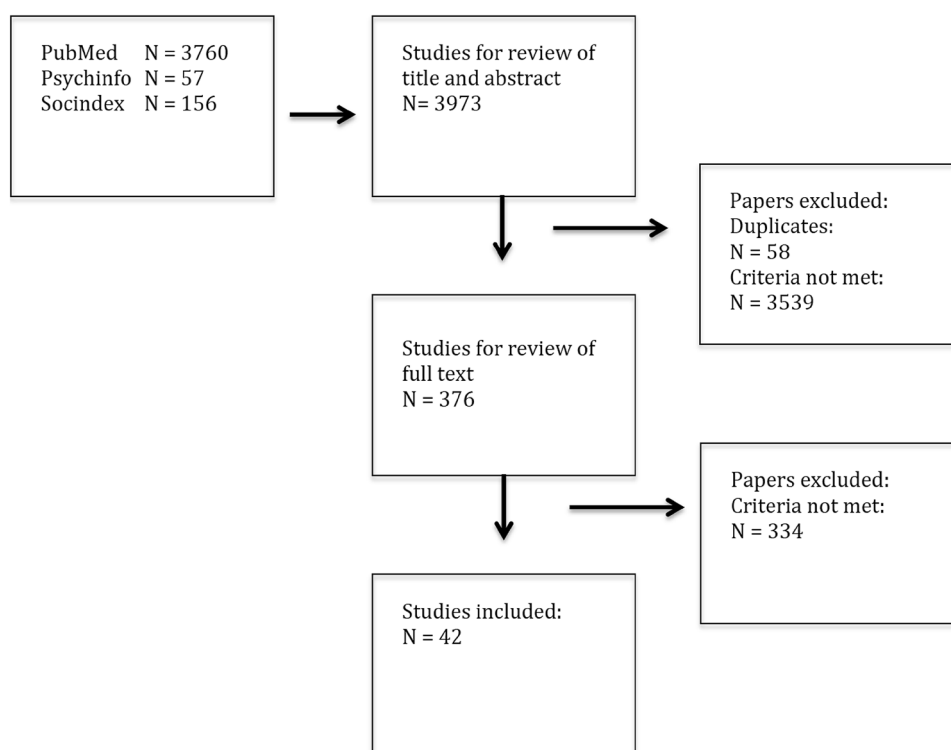 PubMed N = 3760
Psychinfo N = 57
Socindex N = 156
Studies for review of
title and abstract
N= 3973
Papers excluded:
Duplicates:
N = 58
Criteria not met:
N = 3539
Studies for review of
full text
N = 376
Papers excluded:
Criteria not met:
N = 334
Studies included:
N = 42